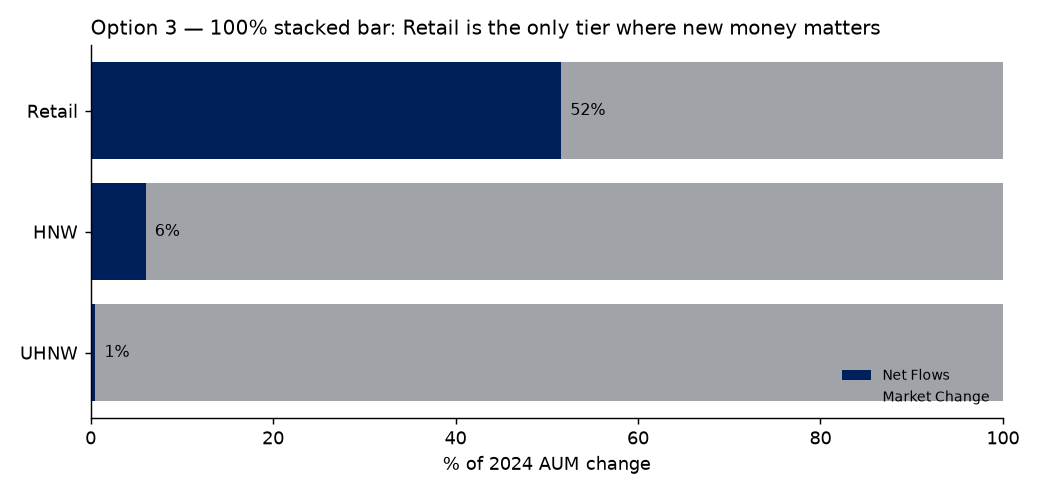 Option 3 — 100% stacked bar: Retail is the only tier where new money matters
Retail
52%
HNW
6%
UHNW
1%
Net Flows
Market Change
0 20 40 60 80 100
% of 2024 AUM change